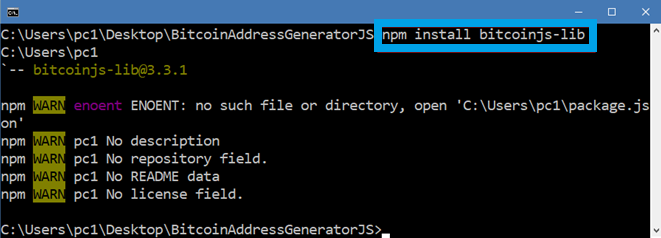 C:\Users\pc1\Desktop\BitcoinAddressGeneratorJS>npm install bitcoinjs-lib
C:\Users\pc1
`-- bitcoinjs-lib@3.3.1
npm WARN enoent ENOENT: no such file or directory, open 'C:\Users\pc1\package.js
on'
npm WARN pc1 No description
npm WARN pc1 No repository field.
npm WARN pc1 No README data
npm WARN pc1 No license field.
C:\Users\pc1\Desktop\BitcoinAddressGeneratorJS>